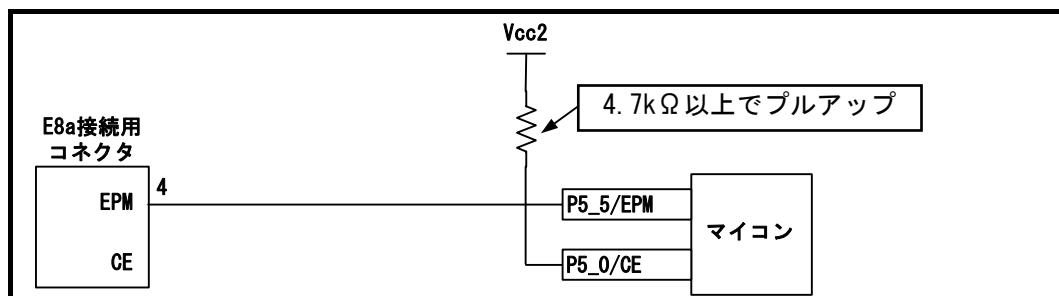 Vcc2
4.7kΩ以上でプルアップ
E8a接続用
コネクタ
EPM
4
P5_5/EPM
マイコン
CE
P5_0/CE